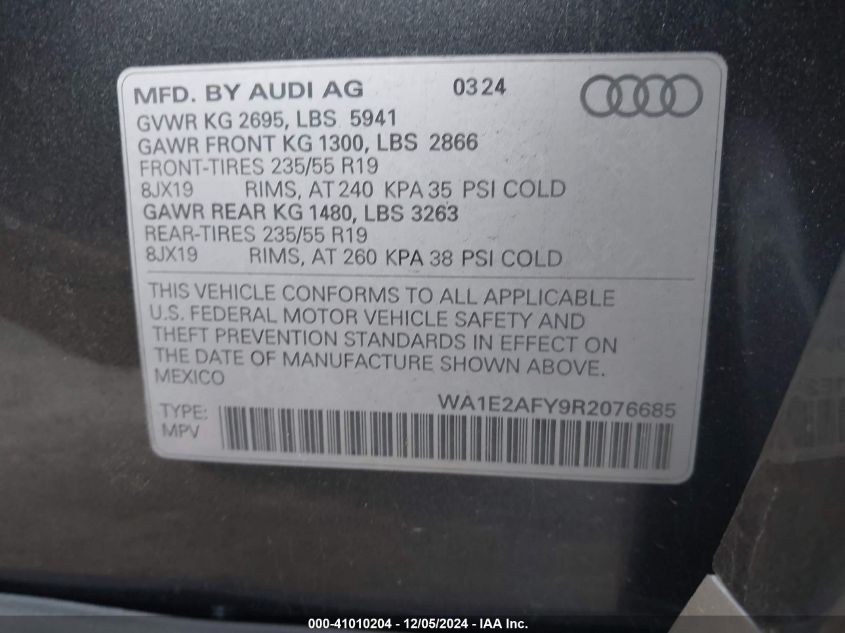 MFD. BY AUDI AG 0324
GVWR KG 2695, LBS 5941
GAWR FRONT KG 1300, LBS 2866
FRONT-TIRES 235/55 R19
8JX19 RIMS, AT 240 KPA 35 PSI COLD
GAWR REAR KG 1480, LBS 3263
REAR-TIRES 235/55 R19
8JX19 RIMS, AT 260 KPA 38 PSI COLD
THIS VEHICLE CONFORMS TO ALL APPLICABLE
U.S. FEDERAL MOTOR VEHICLE SAFETY AND
THEFT PREVENTION STANDARDS IN EFFECT ON
THE DATE OF MANUFACTURE SHOWN ABOVE.
MEXICO
WA1E2AFY9R2076685
TYPE:
MPV
000-41010204 - 12/05/2024 - IAA Inc.